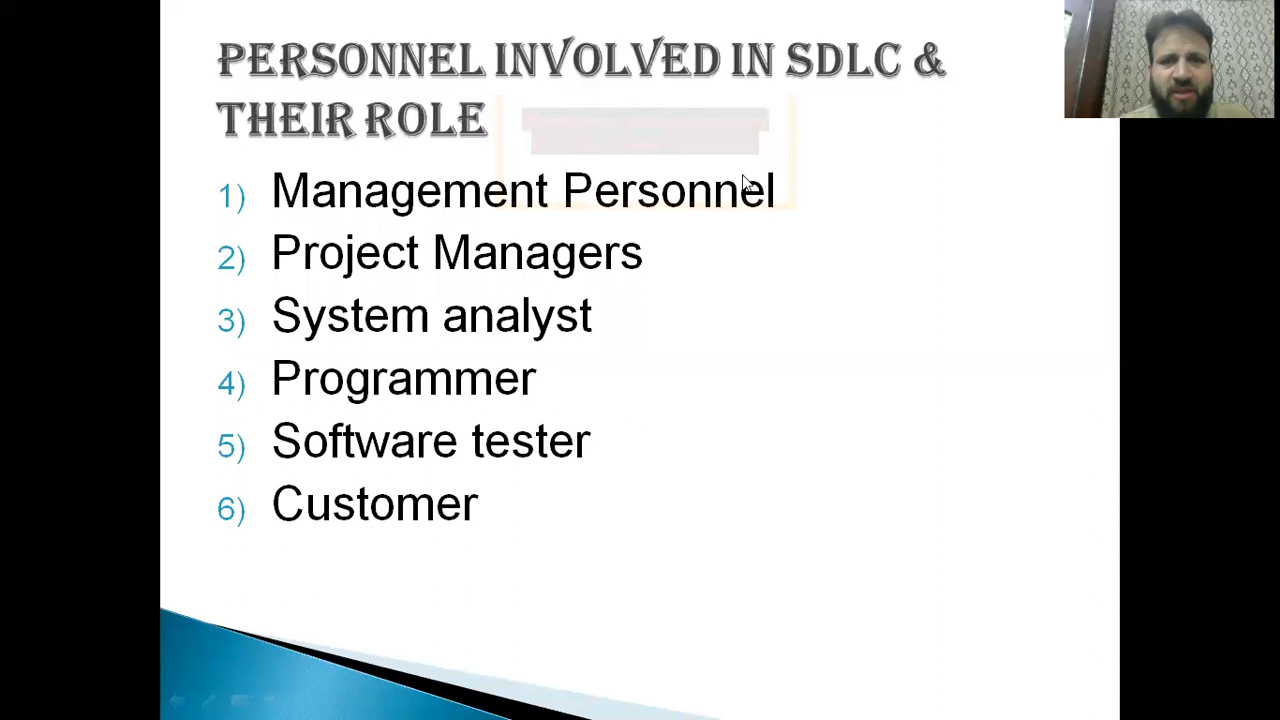 PERSONNEL INVOLVED IN SDLC &
THEIR ROLE
1) Management Personnel
2) Project Managers
3) System analyst
4) Programmer
5) Software tester
6) Customer